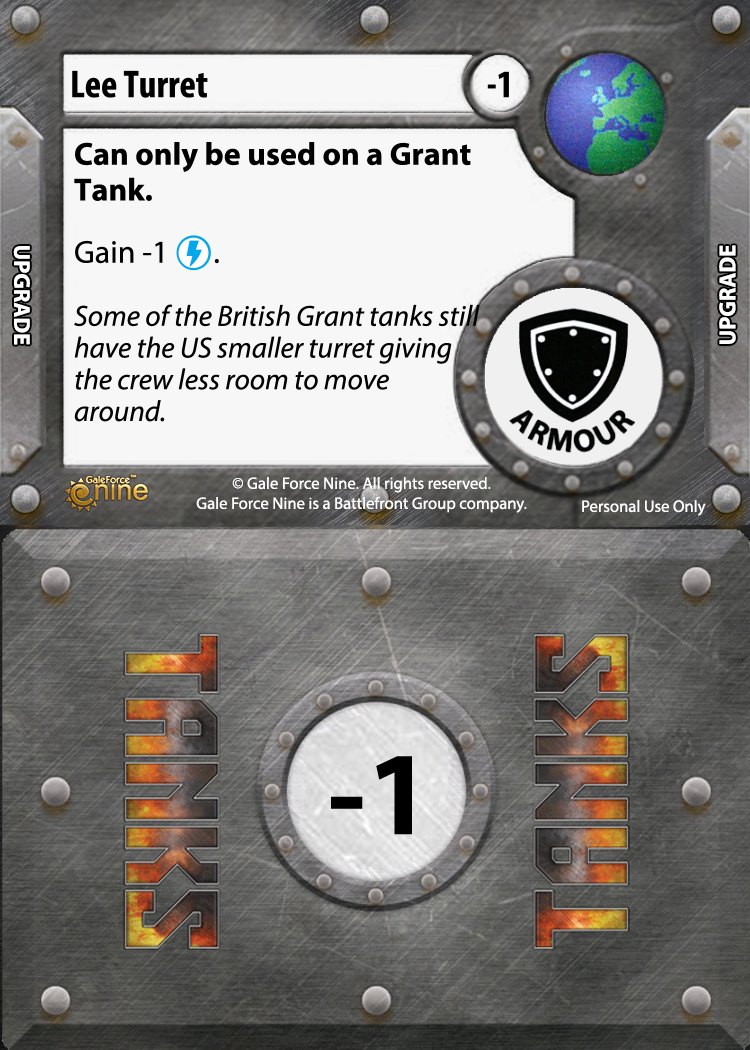 Lee Turret
-1
Can only be used on a Grant
Tank.
Gain -1 .
Some of the British Grant tanks still
have the US smaller turret giving
the crew less room to move
around.
UPGRADE
UPGRADE
ARMOUR
GaleForce™
nine
© Gale Force Nine. All rights reserved.
Gale Force Nine is a Battlefront Group company.
Personal Use Only
TANKS
-1
TANKS